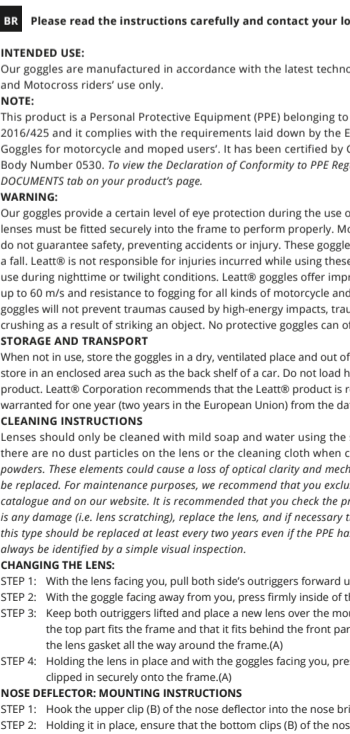 BR Please read the instructions carefully and contact your lo
INTENDED USE:
Our goggles are manufactured in accordance with the latest techno
and Motocross riders’ use only.
NOTE:
This product is a Personal Protective Equipment (PPE) belonging to
2016/425 and it complies with the requirements laid down by the E
Goggles for motorcycle and moped users’. It has been certified by C
Body Number 0530. To view the Declaration of Conformity to PPE Reg
DOCUMENTS tab on your product’s page.
WARNING:
Our goggles provide a certain level of eye protection during the use o
lenses must be fitted securely into the frame to perform properly. Mo
do not guarantee safety, preventing accidents or injury. These goggle
a fall. Leatt® is not responsible for injuries incurred while using these
use during nighttime or twilight conditions. Leatt® goggles offer impr
up to 60 m/s and resistance to fogging for all kinds of motorcycle and
goggles will not prevent traumas caused by high-energy impacts, trau
crushing as a result of striking an object. No protective goggles can of
STORAGE AND TRANSPORT
When not in use, store the goggles in a dry, ventilated place and out of
store in an enclosed area such as the back shelf of a car. Do not load h
product. Leatt® Corporation recommends that the Leatt® product is r
warranted for one year (two years in the European Union) from the da
CLEANING INSTRUCTIONS
Lenses should only be cleaned with mild soap and water using the
there are no dust particles on the lens or the cleaning cloth when c
powders. These elements could cause a loss of optical clarity and mech
be replaced. For maintenance purposes, we recommend that you exclu
catalogue and on our website. It is recommended that you check the pr
is any damage (i.e. lens scratching), replace the lens, and if necessary t
this type should be replaced at least every two years even if the PPE ha
always be identified by a simple visual inspection.
CHANGING THE LENS:
STEP 1: With the lens facing you, pull both side’s outriggers forward u
STEP 2: With the goggle facing away from you, press firmly inside of th
STEP 3: Keep both outriggers lifted and place a new lens over the mou
the top part fits the frame and that it fits behind the front par
the lens gasket all the way around the frame.(A)
STEP 4: Holding the lens in place and with the goggles facing you, pre
clipped in securely onto the frame.(A)
NOSE DEFLECTOR: MOUNTING INSTRUCTIONS
STEP 1: Hook the upper clip (B) of the nose deflector into the nose bri
STEP 2: Holding it in place, ensure that the bottom clips (B) of the nos